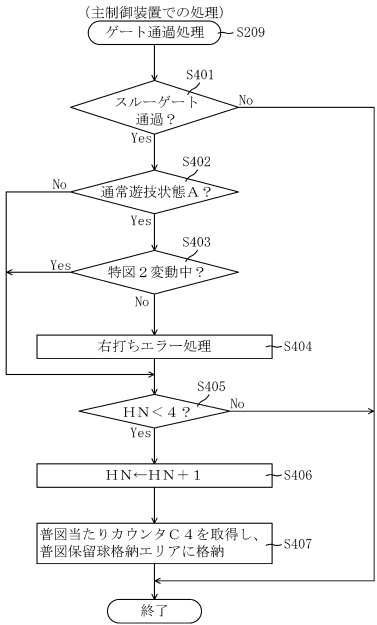 (主制御装置での処理)
ゲート通過処理
S209
S401
スルーゲート
通過?
No
Yes
S402
No
通常遊技状態A?
Yes
S403
Yes
特図2変動中?
No
右打ちエラー処理
S404
S405
HN<4?
No
Yes
HN←HN+1
S406
普図当たりカウンタC4を取得し、
普図保留球格納エリアに格納
S407
終了